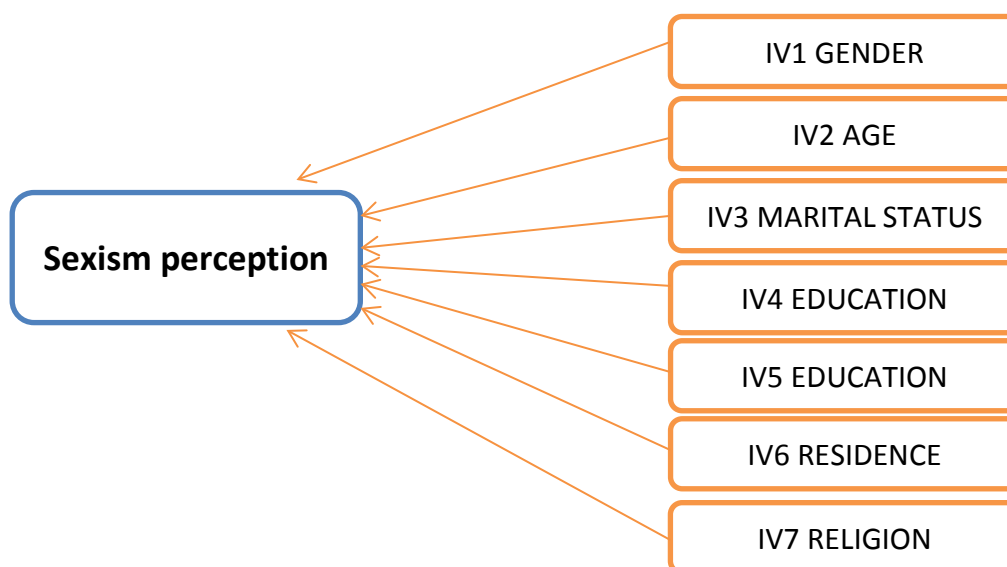 IV1 GENDER
IV2 AGE
IV3 MARITAL STATUS
Sexism perception
IV4 EDUCATION
IV5 EDUCATION
IV6 RESIDENCE
IV7 RELIGION